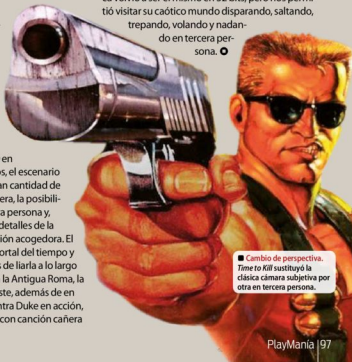 tió visitar su caótico mundo disparando, saltando,
trepando, volando y nadan-
do en tercera per-
sona.
en
s, el escenario
an cantidad de
era, la posibili-
a persona y,
detalles de la
ión acogedora. El
ortal del tiempo y
s de liarla a lo largo
la Antigua Roma, la
ste, además de en
ntra Duke en acción,
con canción cañera
■ Cambio de perspectiva.
Time to Kill sustituyó la
clásica cámara subjetiva por
otra en tercera persona.
PlayManía | 97